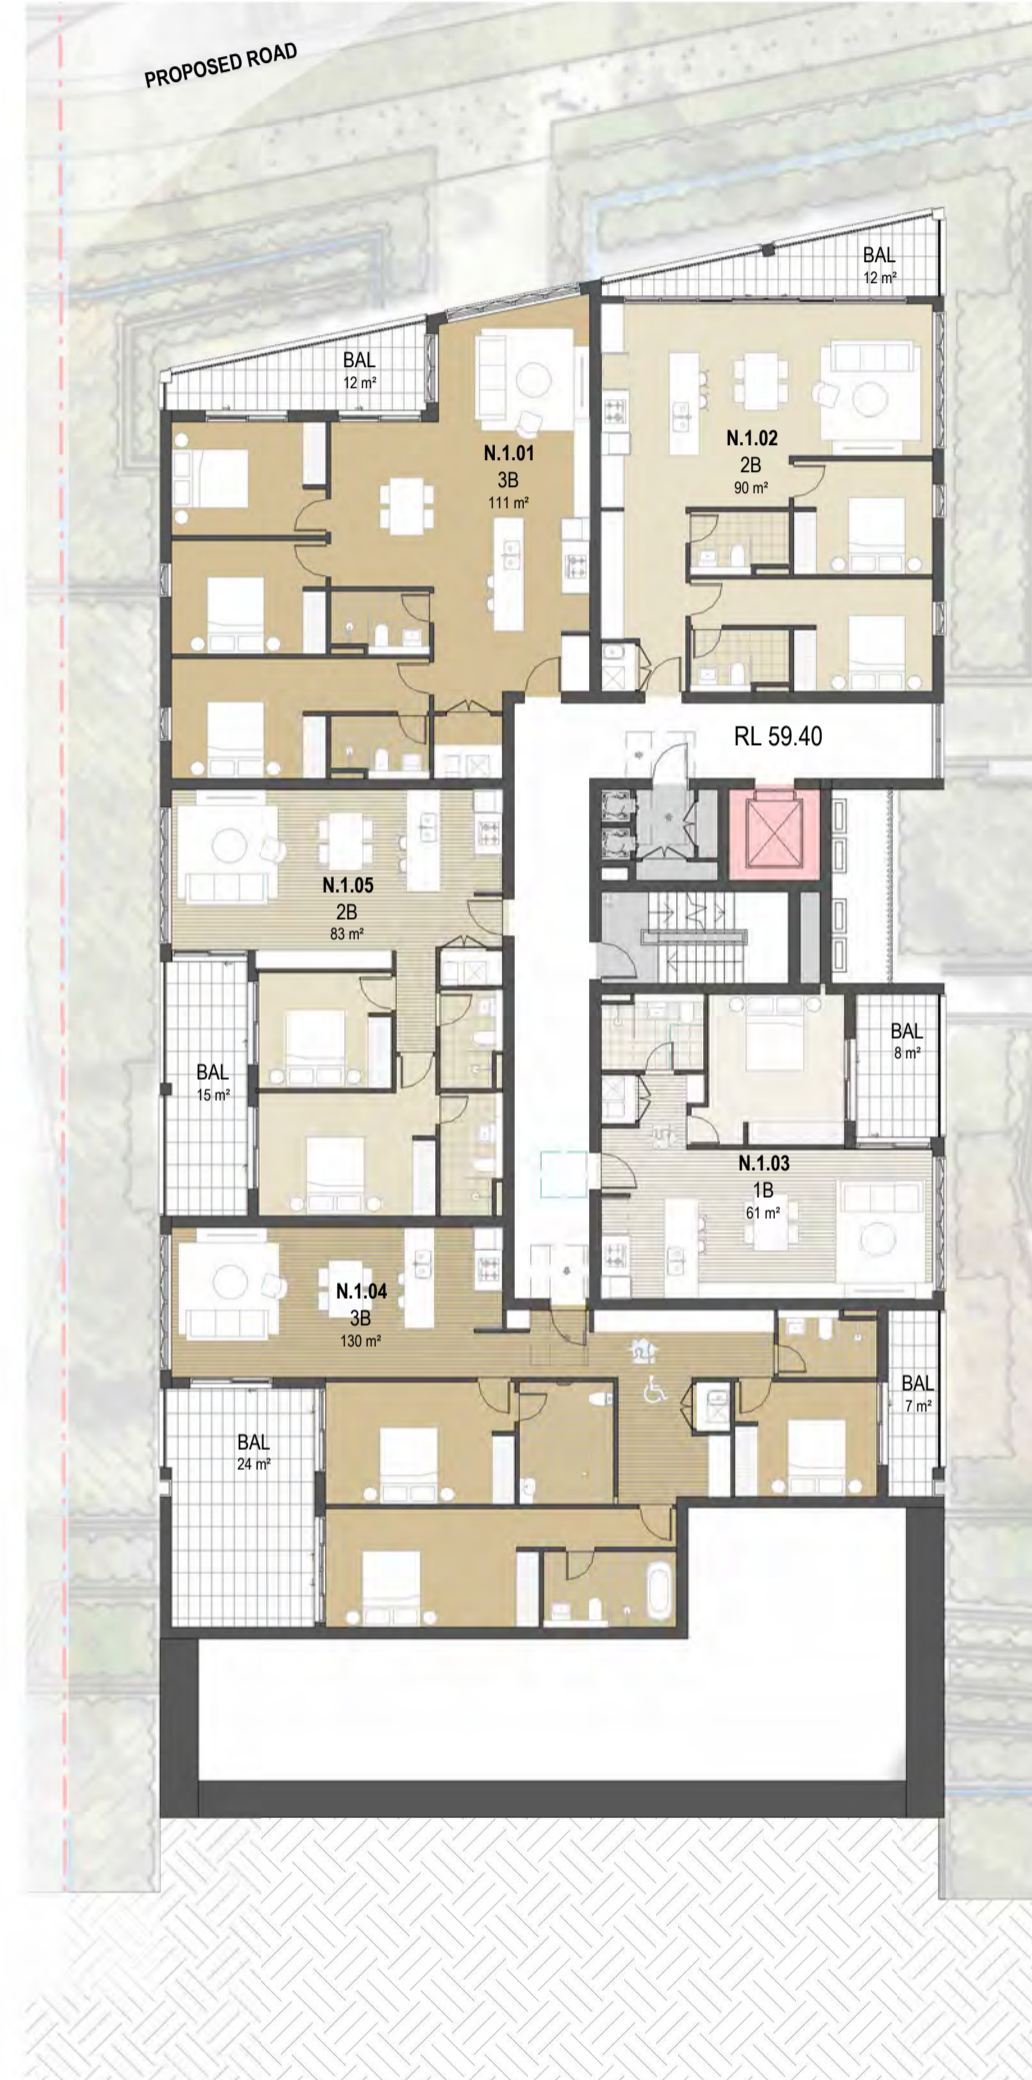 PROPOSED ROAD
BAL
12 m²
BAL
12 m²
N.1.01
3B
111 m²
N.1.02
2B
90 m²
RL 59.40
N.1.05
2B
83 m²
BAL
15 m²
BAL
8 m²
N.1.03
1B
61 m²
N.1.04
3B
130 m²
BAL
7 m²
BAL
24 m²